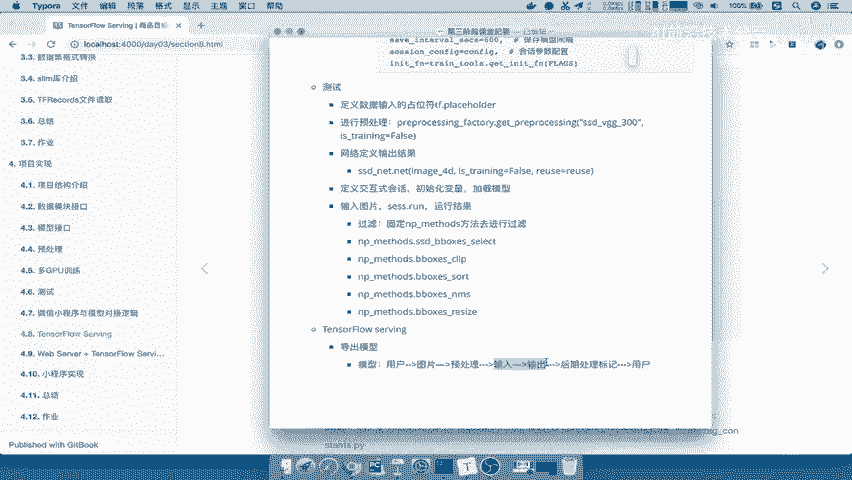 Typora 文件 编辑 段落 格式 显示 主题 窗口 帮助
100%
TensorFlow Serving | 商品目标
localhost:4000/day03/section8.html
3.3. 数据集格式转换
3.4. slim库介绍
3.5. TFRecords文件读取
3.6. 总结
3.7. 作业
4. 项目实现
4.1. 项目结构介绍
4.2. 数据模块接口
4.3. 模型接口
4.4. 预处理
4.5. 多GPU训练
4.6. 测试
4.7. 微信小程序与模型对接逻辑
4.8. TensorFlow Serving
4.9. Web Server + TensorFlow Servi...
4.10. 小程序实现
4.11. 总结
4.12. 作业
Published with GitBook
save_interval_secs=600, # 保存模型间隔
session_config=config, # 会话参数配置
init_fn=train_tools.get_init_fn(FLAGS)
测试
定义数据输入的占位符tf.placeholder
进行预处理：preprocessing_factory.get_preprocessing("ssd_vgg_300",
is_training=False)
网络定义输出结果
ssd_net.net(image_4d, is_training=False, reuse=reuse)
定义交互式会话，初始化变量，加载模型
输入图片，sess.run，运行结果
过滤：固定np_methods方法去进行过滤
np_methods.ssd_bboxes_select
np_methods.bboxes_clip
np_methods.bboxes_sort
np_methods.bboxes_nms
np_methods.bboxes_resize
TensorFlow serving
导出模型
模型：用户-->图片--->预处理--->输入--->输出--->后期处理标记--->用户
stants.py